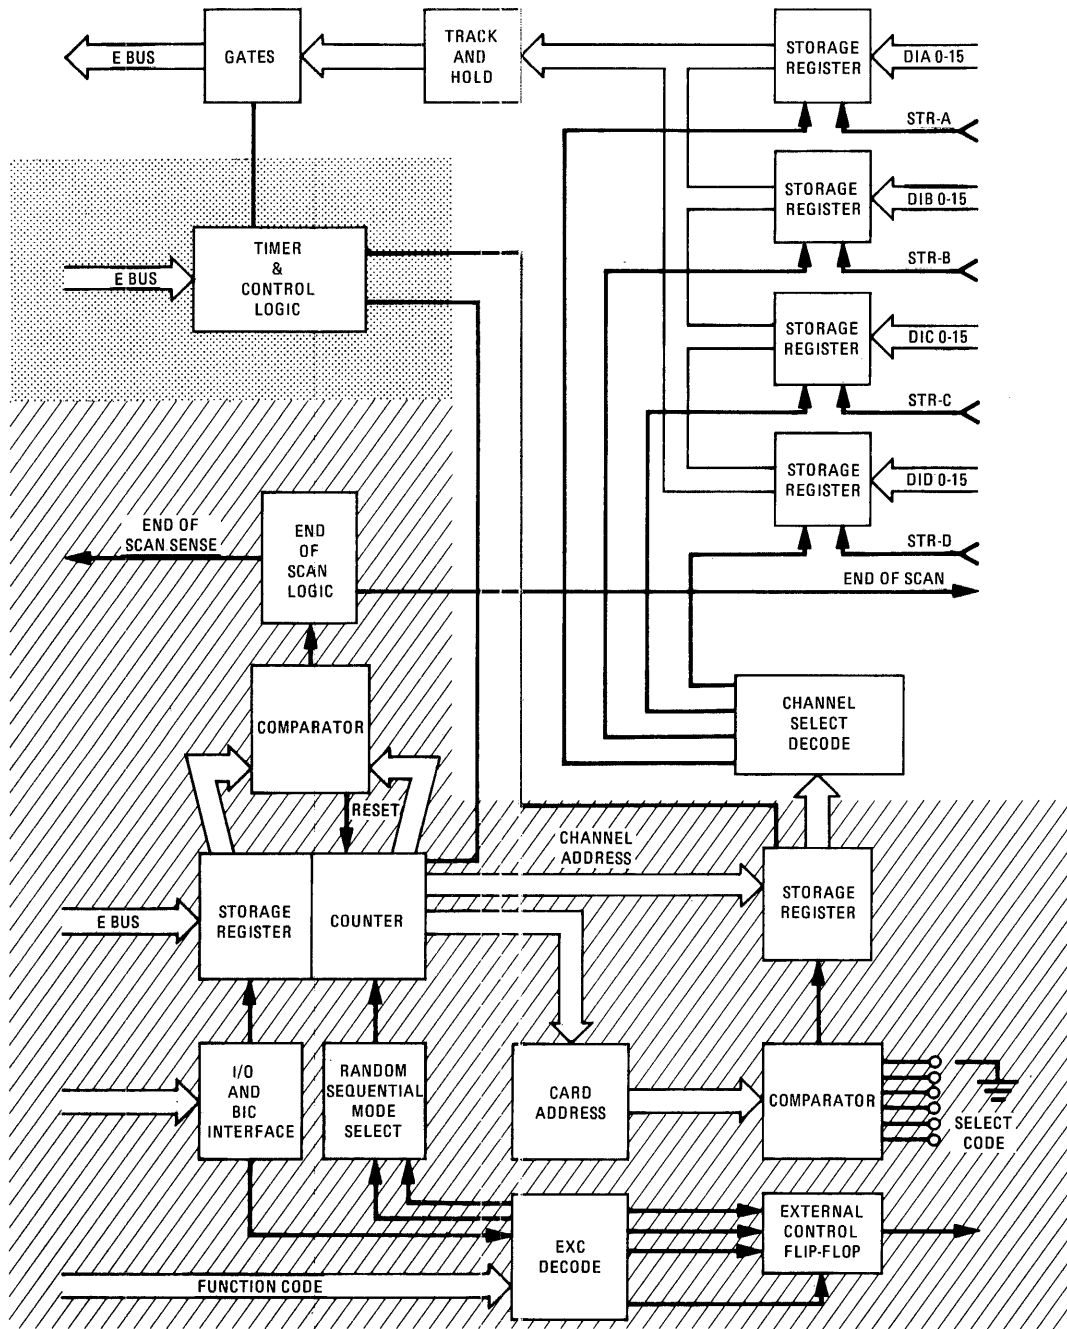 E BUS
GATES
TRACK
AND
HOLD
STORAGE
REGISTER
DIA 0-15
STR-A
STORAGE
REGISTER
DIB 0-15
STR-B
TIMER
&
CONTROL
LOGIC
E BUS
STORAGE
REGISTER
DIC 0-15
STR-C
STORAGE
REGISTER
DID 0-15
STR-D
END OF
SCAN SENSE
END
OF
SCAN
LOGIC
END OF SCAN
COMPARATOR
RESET
CHANNEL
SELECT
DECODE
CHANNEL
ADDRESS
E BUS
STORAGE
REGISTER
COUNTER
STORAGE
REGISTER
I/O
AND
BIC
INTERFACE
RANDOM
SEQUENTIAL
MODE
SELECT
CARD
ADDRESS
COMPARATOR
SELECT
CODE
EXC
DECODE
EXTERNAL
CONTROL
FLIP-FLOP
FUNCTION CODE